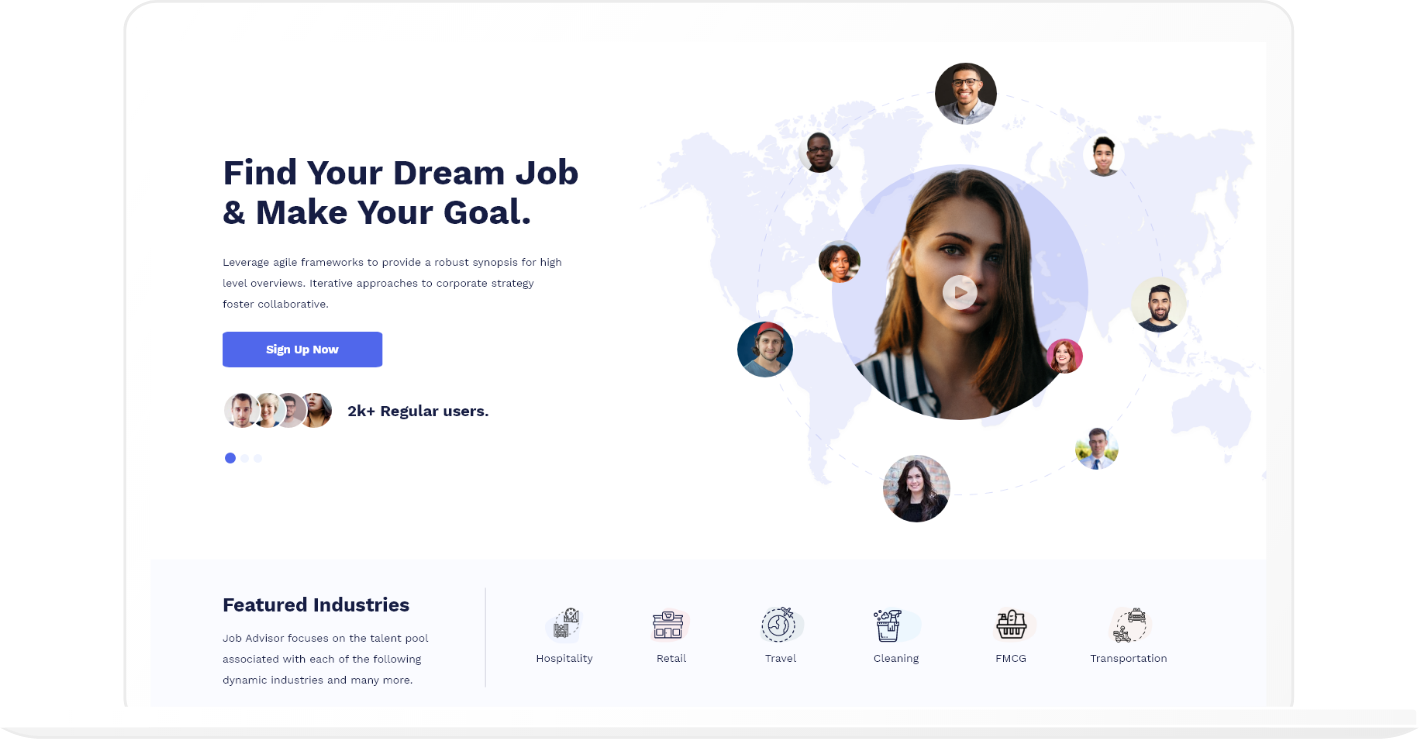 Find Your Dream Job
& Make Your Goal.
Leverage agile frameworks to provide a robust synopsis for high
level overviews. Iterative approaches to corporate strategy
foster collaborative.
Sign Up Now
2k+ Regular users.
Featured Industries
Job Advisor focuses on the talent pool
associated with each of the following
dynamic industries and many more.
Hospitality
Retail
Travel
Cleaning
FMCG
Transportation